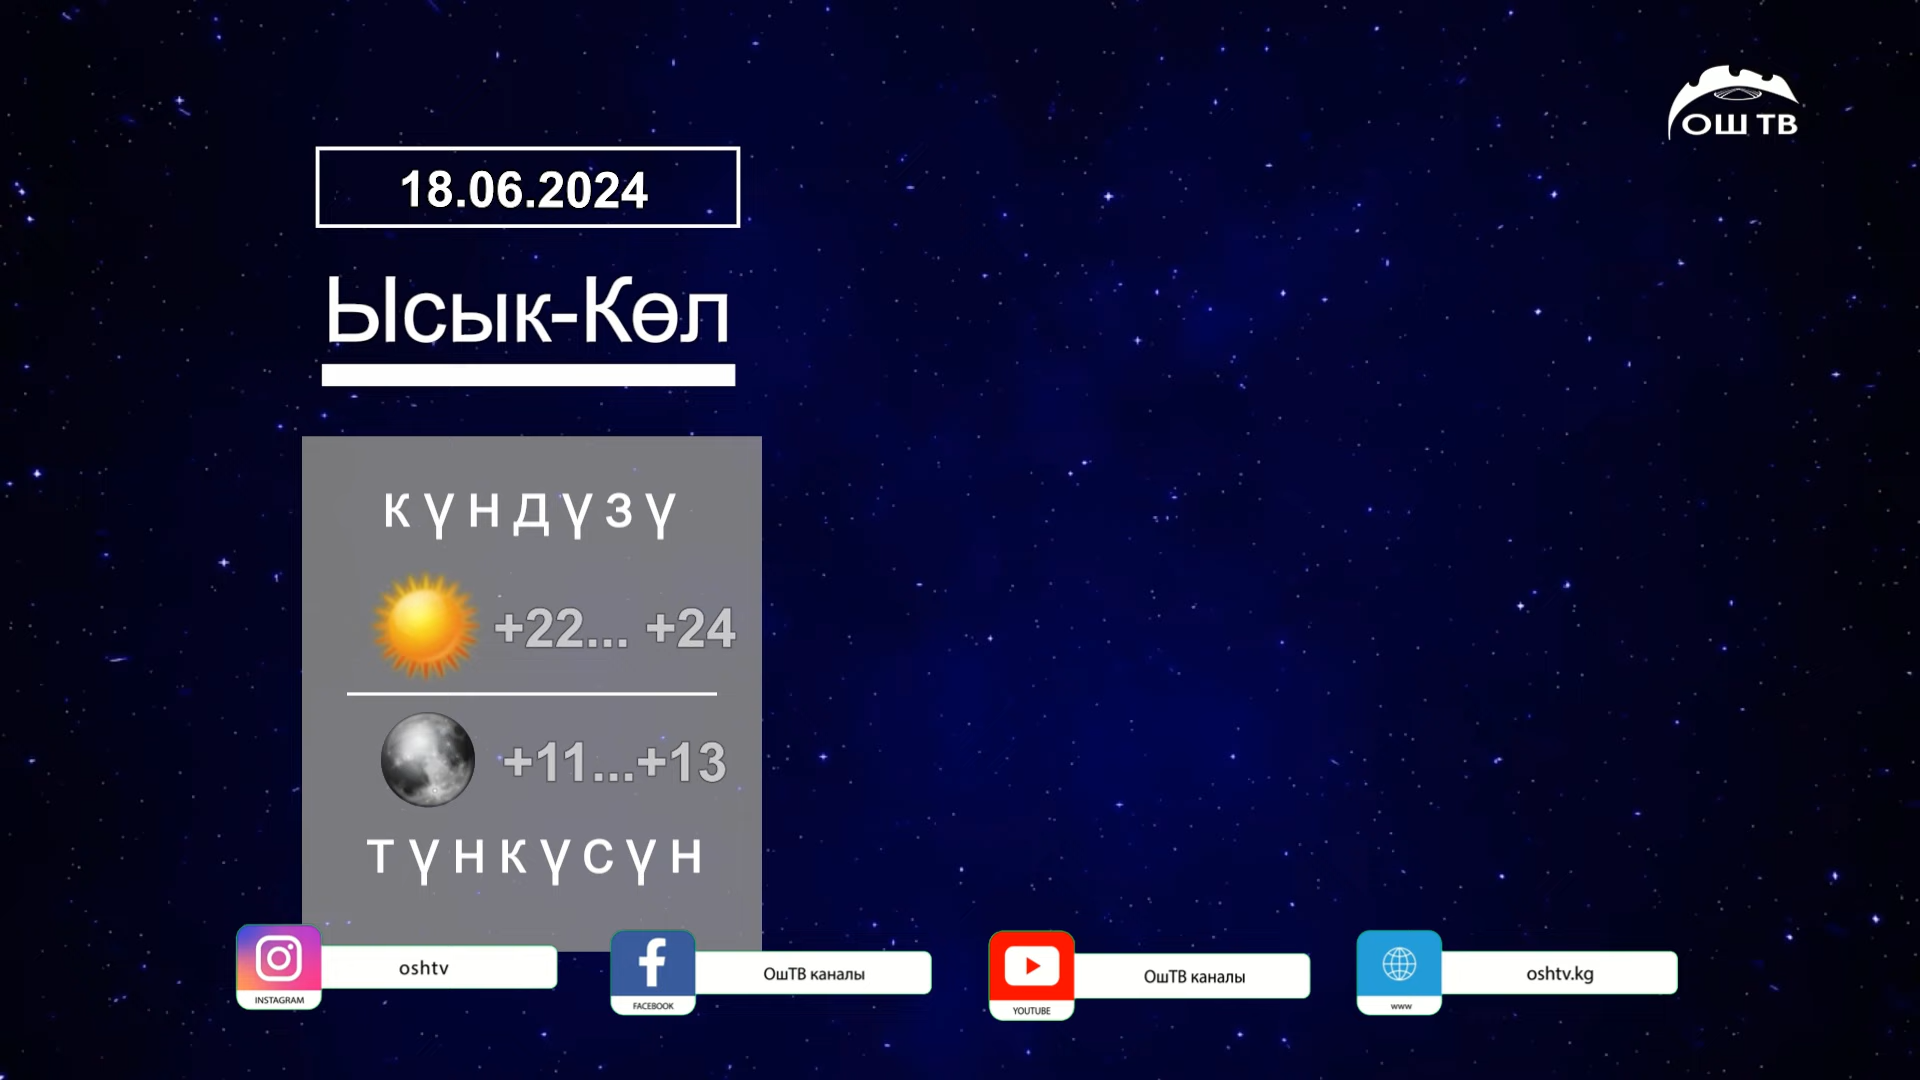 ОШ ТВ
18.06.2024
Ысык-Көл
күндүзү
+22... +24
+11...+13
түнкүсүн
oshtv
INSTAGRAM
ОшТВ каналы
FACEBOOK
ОшТВ каналы
YOUTUBE
oshtv.kg
www